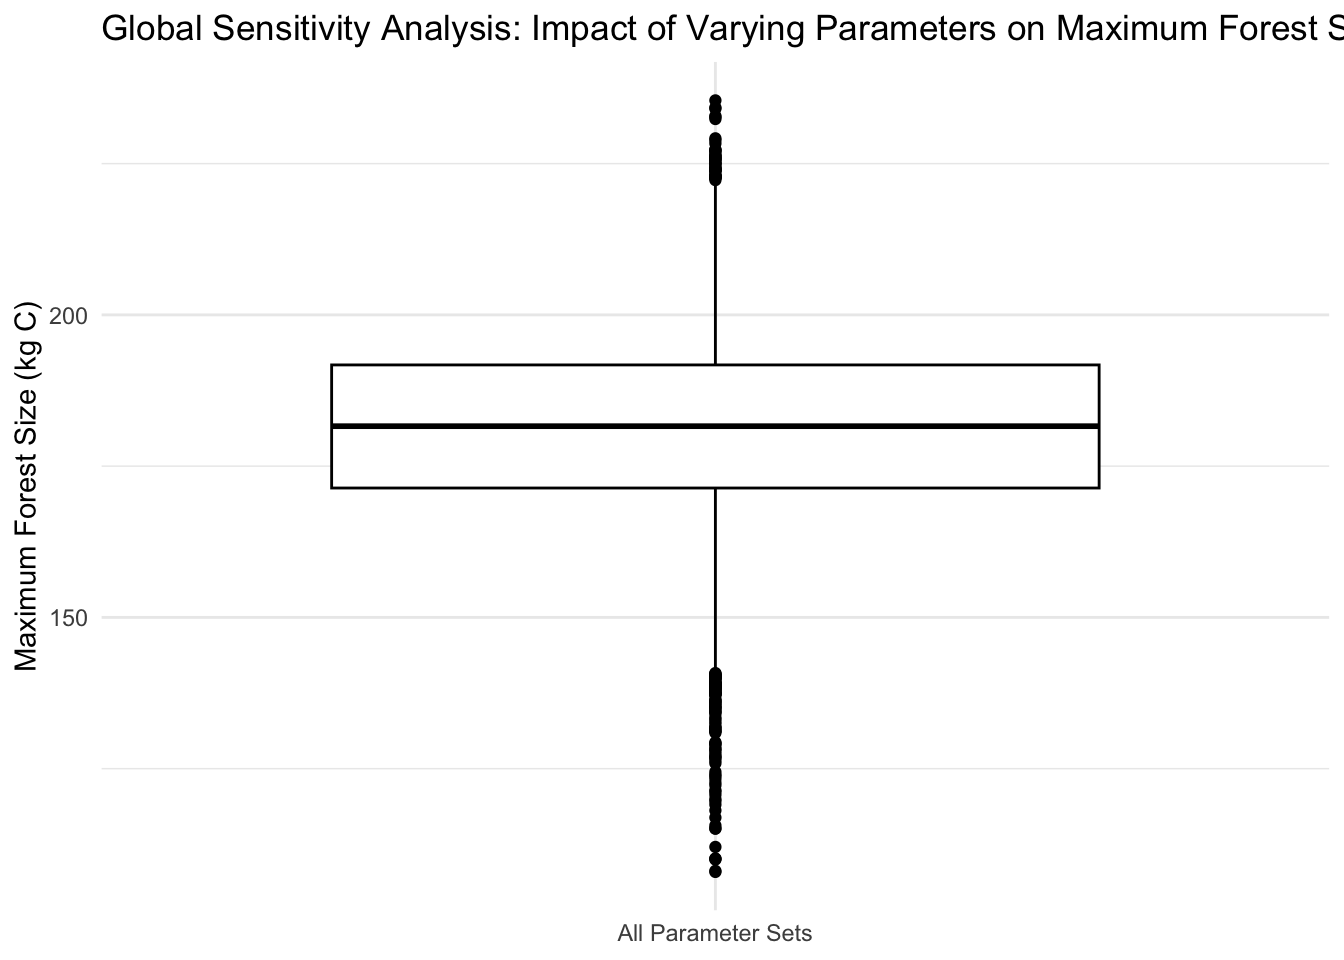 Global Sensitivity Analysis: Impact of Varying Parameters on Maximum Forest S
Maximum Forest Size (kg C)
200
150
All Parameter Sets